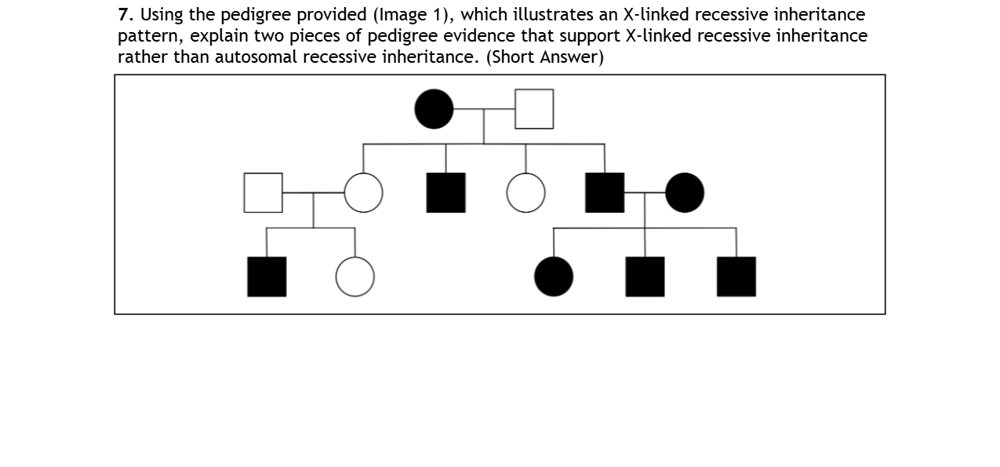 7. Using the pedigree provided (Image 1), which illustrates an X-linked recessive inheritance
pattern, explain two pieces of pedigree evidence that support X-linked recessive inheritance
rather than autosomal recessive inheritance. (Short Answer)